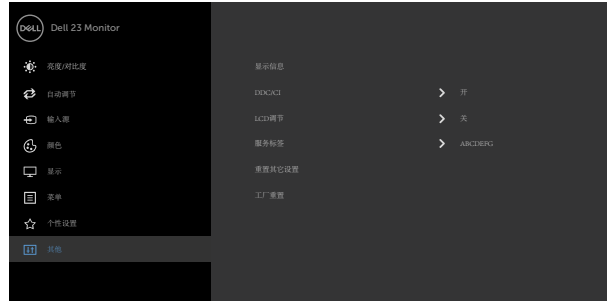 DELL Dell 23 Monitor
亮度/对比度
自动调节
输入源
颜色
显示
菜单
个性设置
其他
显示信息
DDC/CI 开
LCD调节 关
服务标签 ABCDEFG
重置其它设置
工厂重置